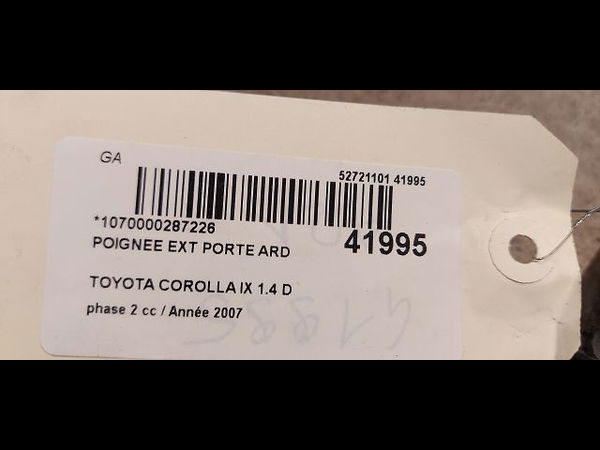 GA
52721101 41995
*1070000287226
POIGNEE EXT PORTE ARD
41995
TOYOTA COROLLA IX 1.4 D
phase 2 cc / Année 2007